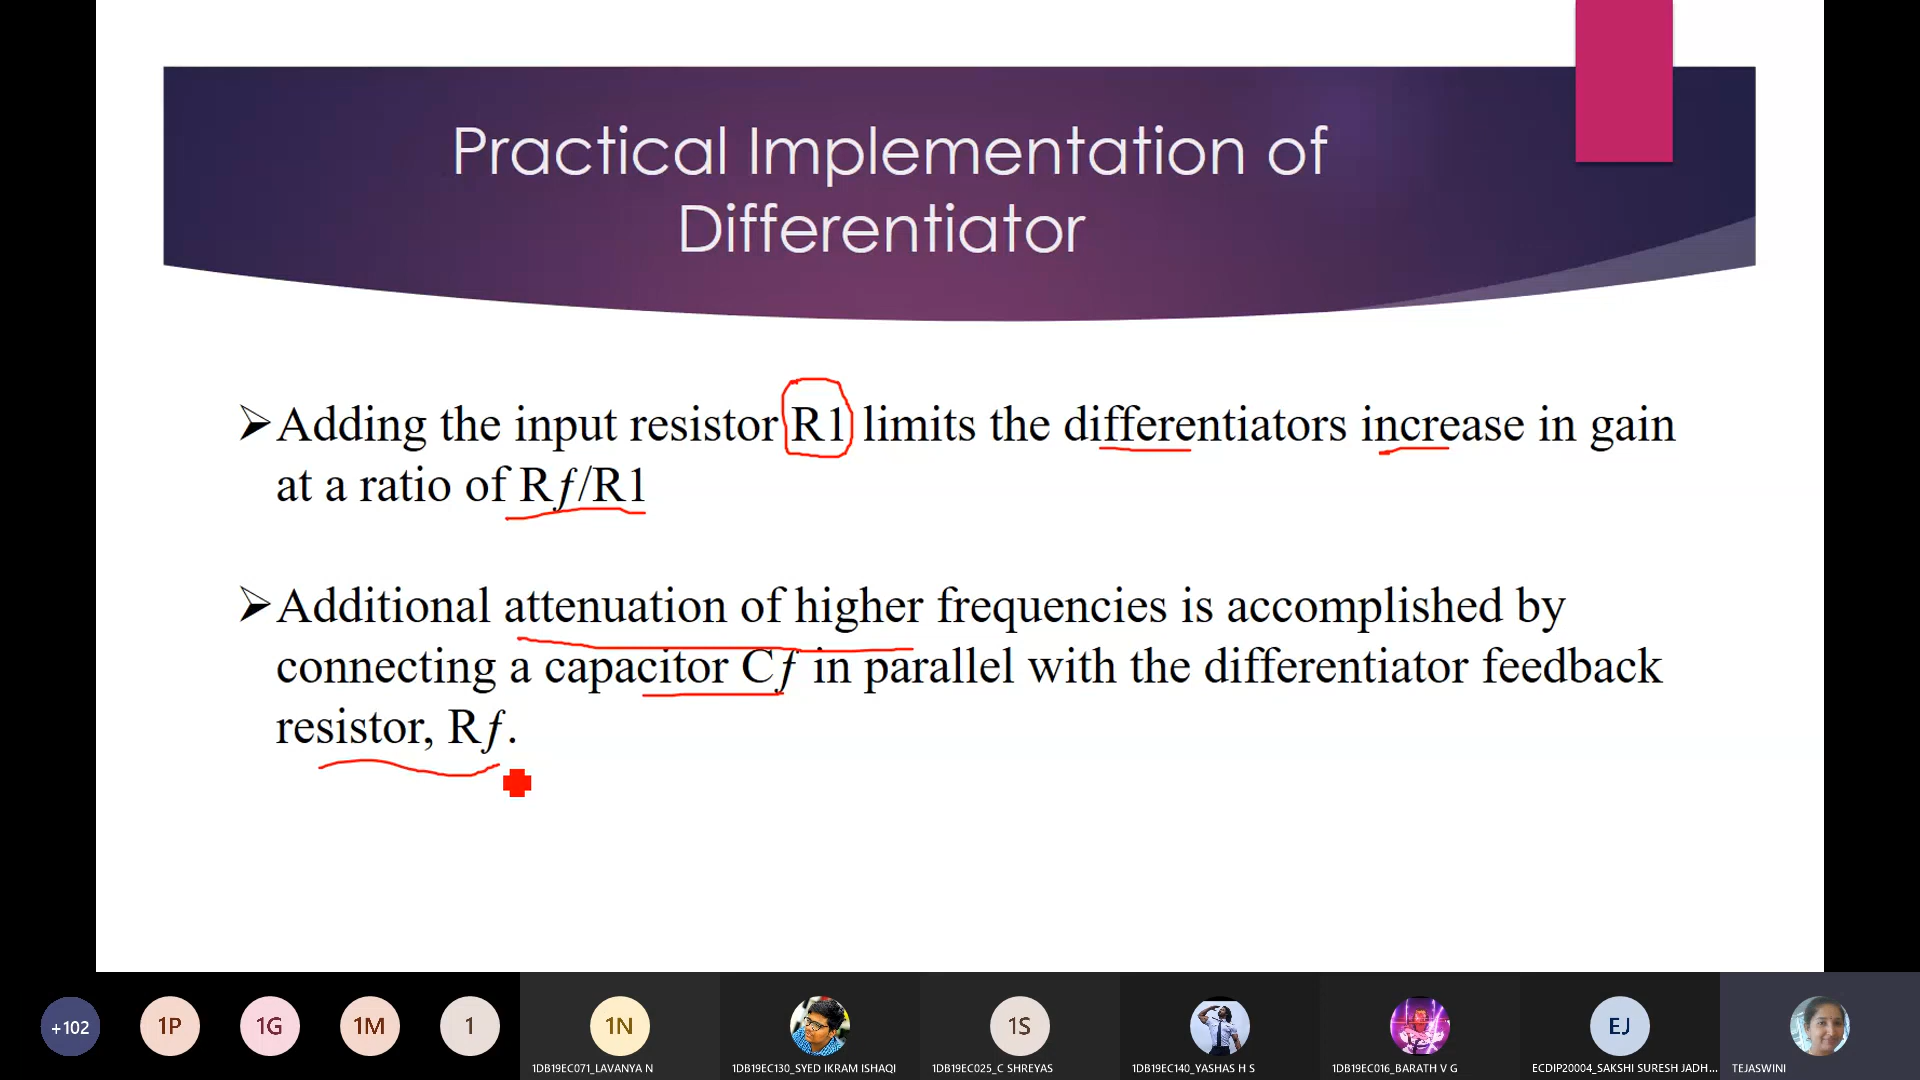 Practical Implementation of
Differentiator
➢Adding the input resistor R1 limits the differentiators increase in gain
at a ratio of Rƒ/R1
➢Additional attenuation of higher frequencies is accomplished by
connecting a capacitor Cƒ in parallel with the differentiator feedback
resistor, Rƒ.
+102
1P
1G
1M
1
1N
1S
EJ
1DB19EC071_LAVANYA N
1DB19EC130_SYED IKRAM ISHAQI
1DB19EC025_C SHREYAS
1DB19EC140_YASHAS H S
1DB19EC016_BARATH V G
ECDIP20004_SAKSHI SURESH JADH...
TEJASWINI